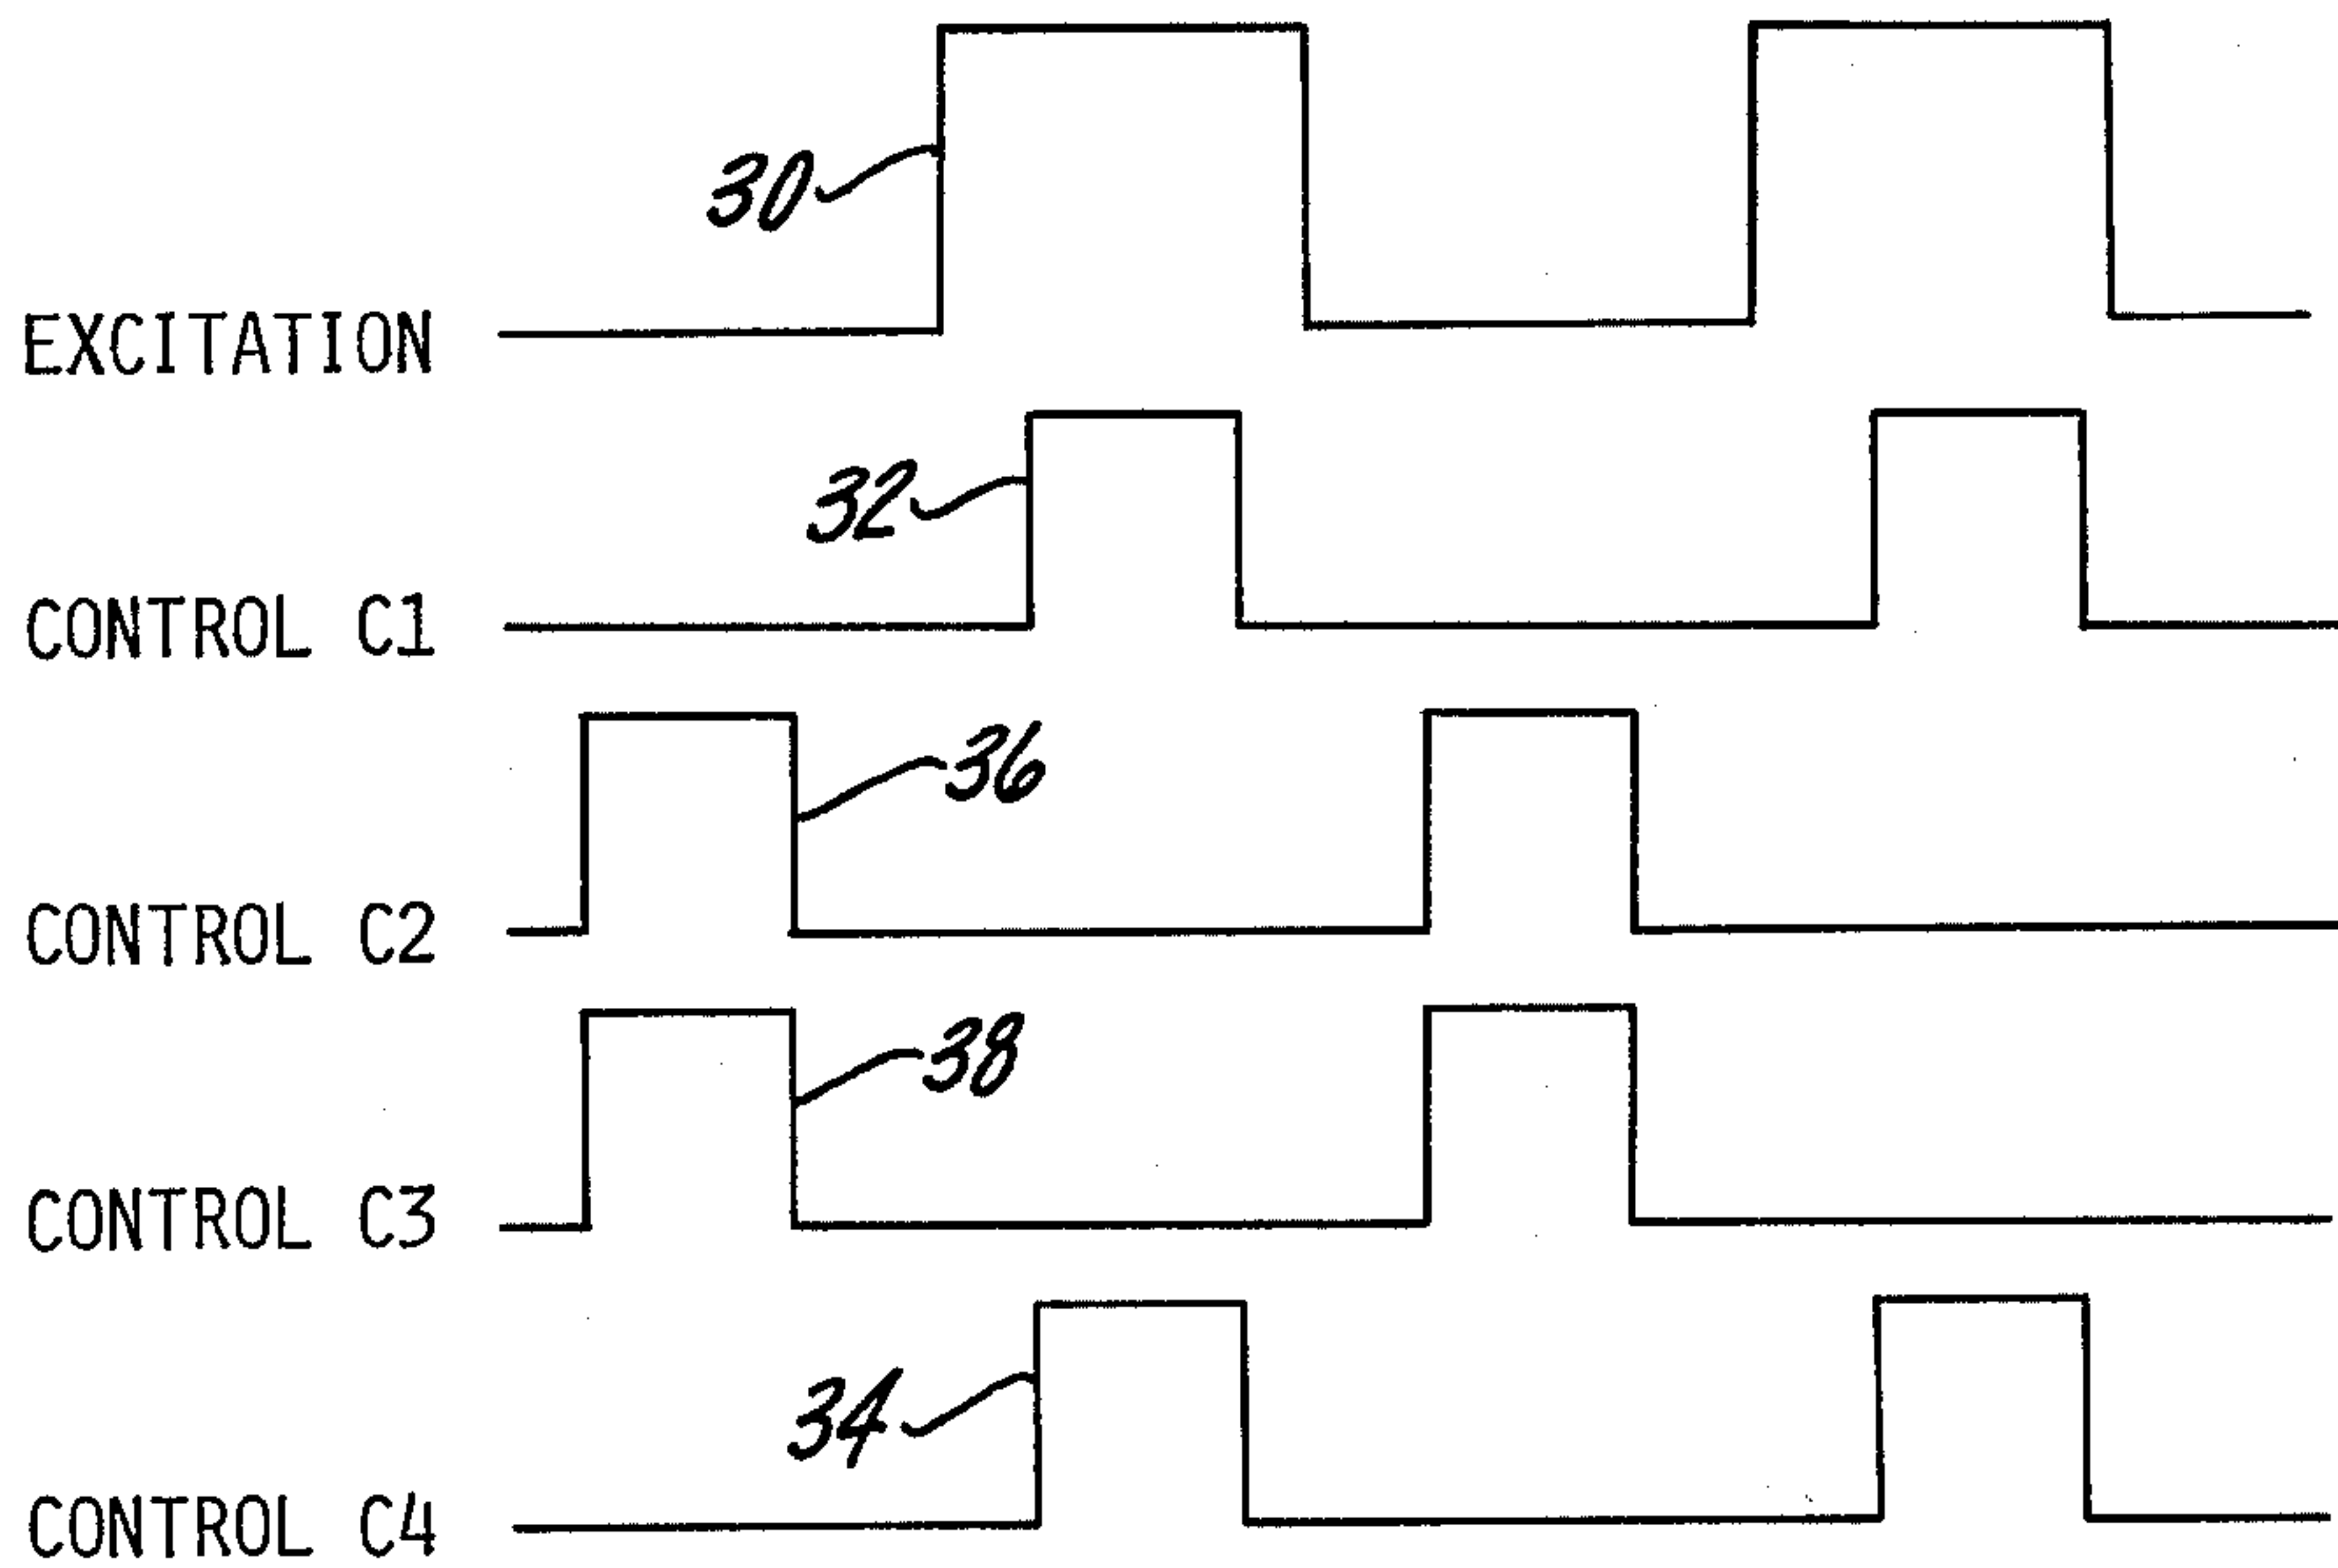 30
EXCITATION
32
CONTROL C1
36
CONTROL C2
38
CONTROL C3
34
CONTROL C4